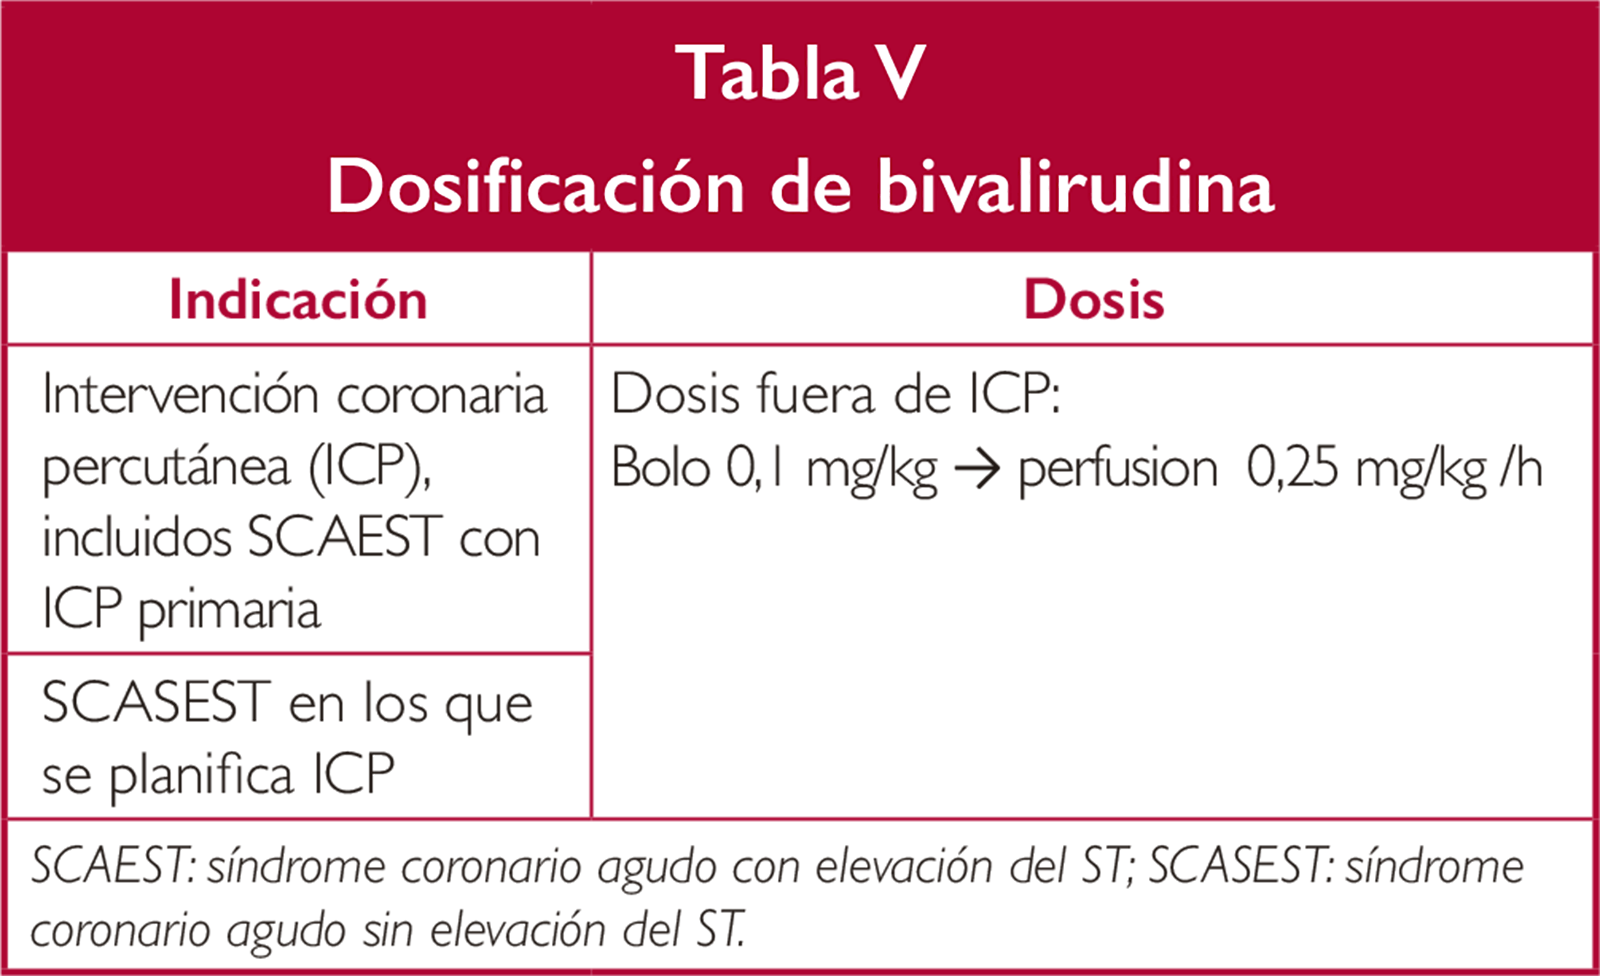 Tabla V
Dosificación de bivalirudina
Indicación
Dosis
Intervención coronaria
percutánea (ICP),
incluidos SCAEST con
ICP primaria
Dosis fuera de ICP:
Bolo 0,1 mg/kg → perfusion 0,25 mg/kg /h
SCASEST en los que
se planifica ICP
SCAEST: síndrome coronario agudo con elevación del ST; SCASEST: síndrome
coronario agudo sin elevación del ST.